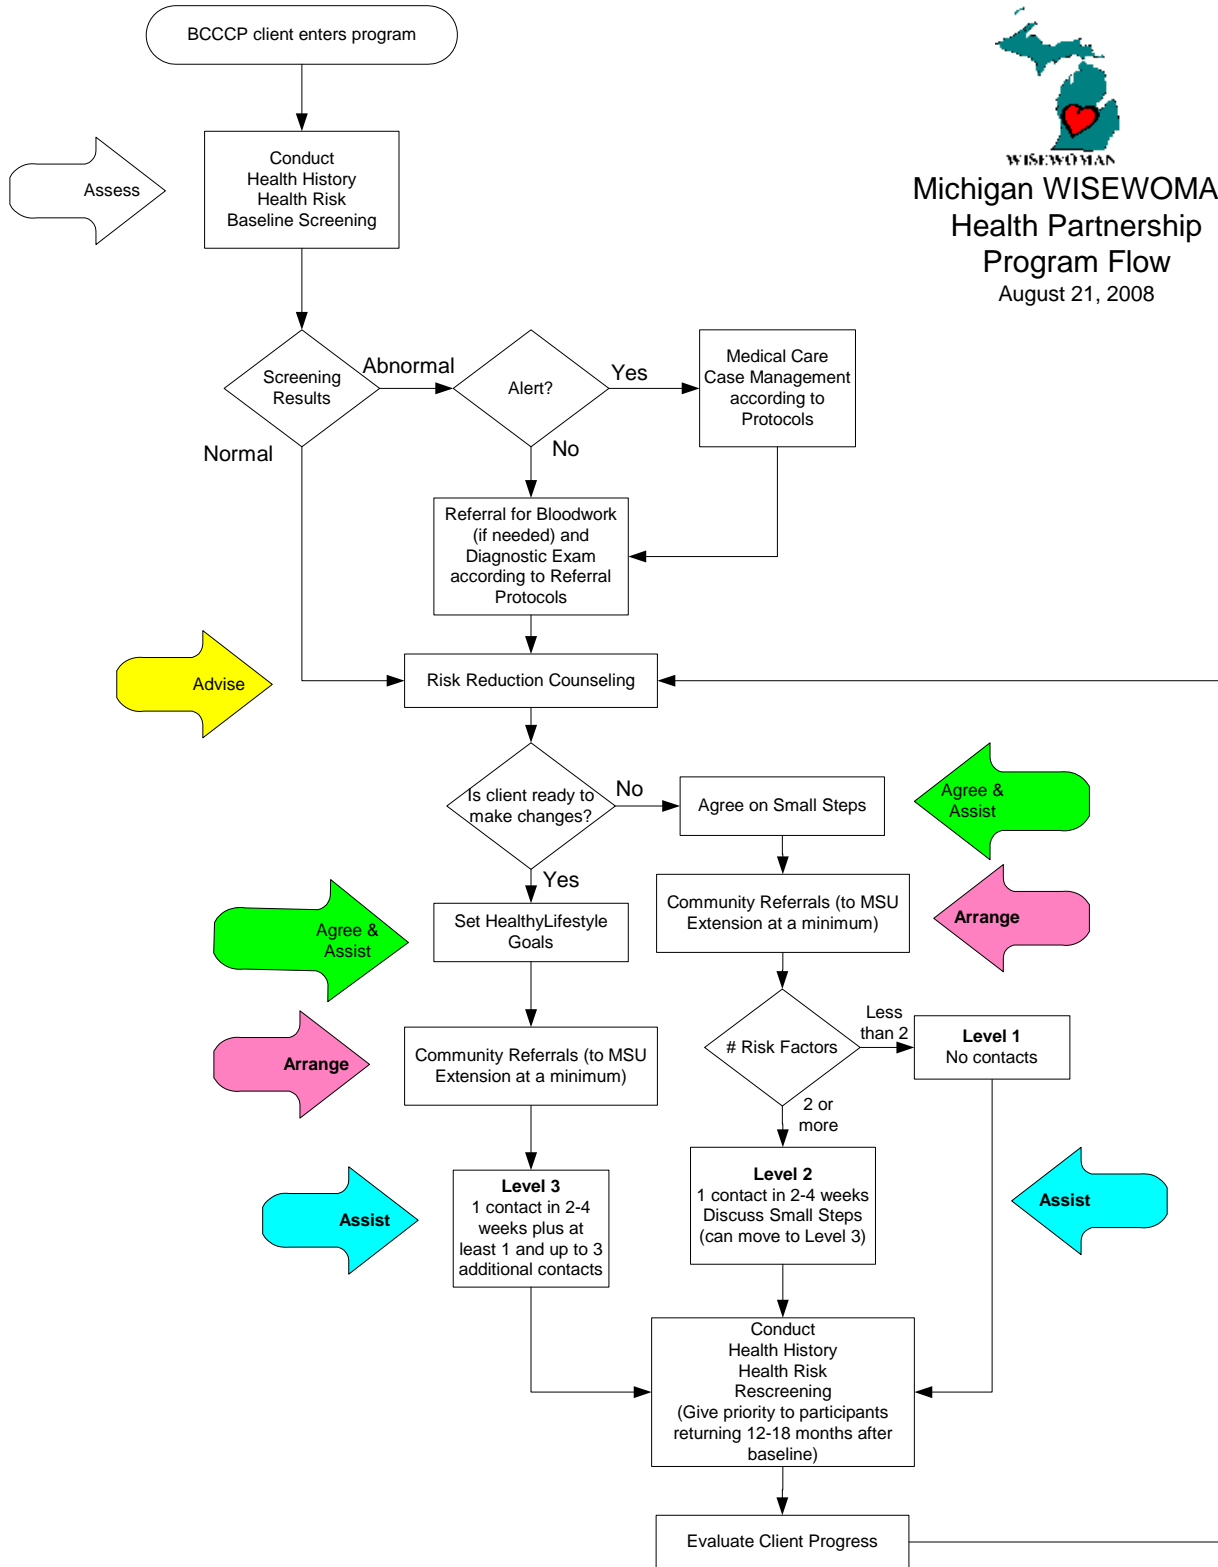 BCCCP client enters program
WISEWOMAN
Michigan WISEWOMA
Health Partnership
Program Flow
August 21, 2008
Assess
Conduct
Health History
Health Risk
Baseline Screening
Screening
Results
Abnormal
Normal
Alert?
Yes
No
Medical Care
Case Management
according to
Protocols
Referral for Bloodwork
(if needed) and
Diagnostic Exam
according to Referral
Protocols
Advise
Risk Reduction Counseling
Is client ready to
make changes?
No
Yes
Agree on Small Steps
Agree &
Assist
Community Referrals (to MSU
Extension at a minimum)
Arrange
Agree &
Assist
Set HealthyLifestyle
Goals
Arrange
Community Referrals (to MSU
Extension at a minimum)
# Risk Factors
Less
than 2
Level 1
No contacts
2 or
more
Assist
Level 3
1 contact in 2-4
weeks plus at
least 1 and up to 3
additional contacts
Level 2
1 contact in 2-4 weeks
Discuss Small Steps
(can move to Level 3)
Assist
Conduct
Health History
Health Risk
Rescreening
(Give priority to participants
returning 12-18 months after
baseline)
Evaluate Client Progress